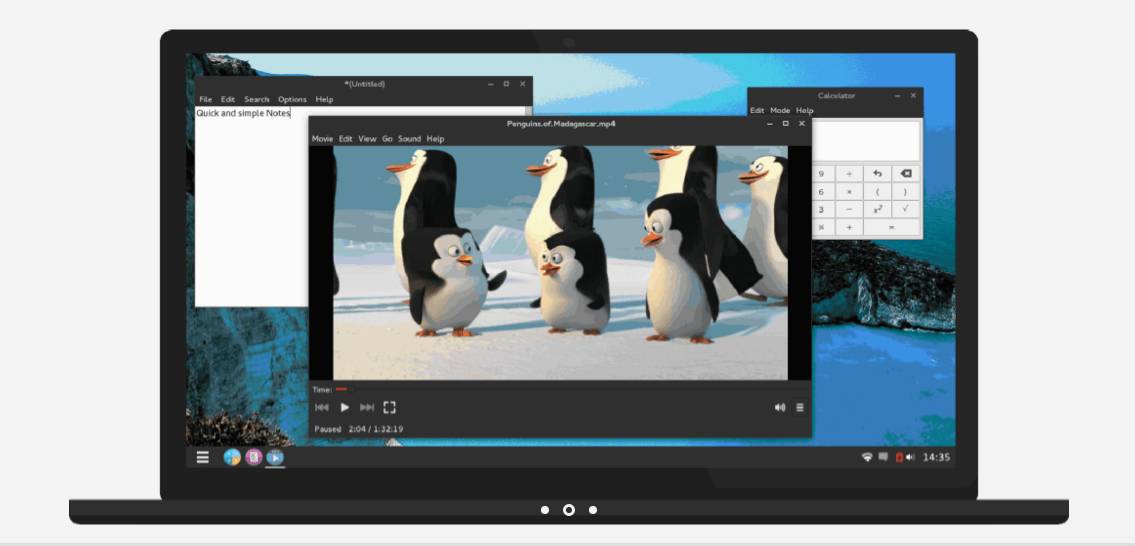 *(Untitled)
File Edit Search Options Help
Quick and simple Notes
Calculator
Edit Mode Help
Penguins.of.Madagascar.mp4
Movie Edit View Go Sound Help
9 ÷
6 × ( )
3 − x² √
% + =
Time:
Paused 2:04 / 1:32:19
14:35